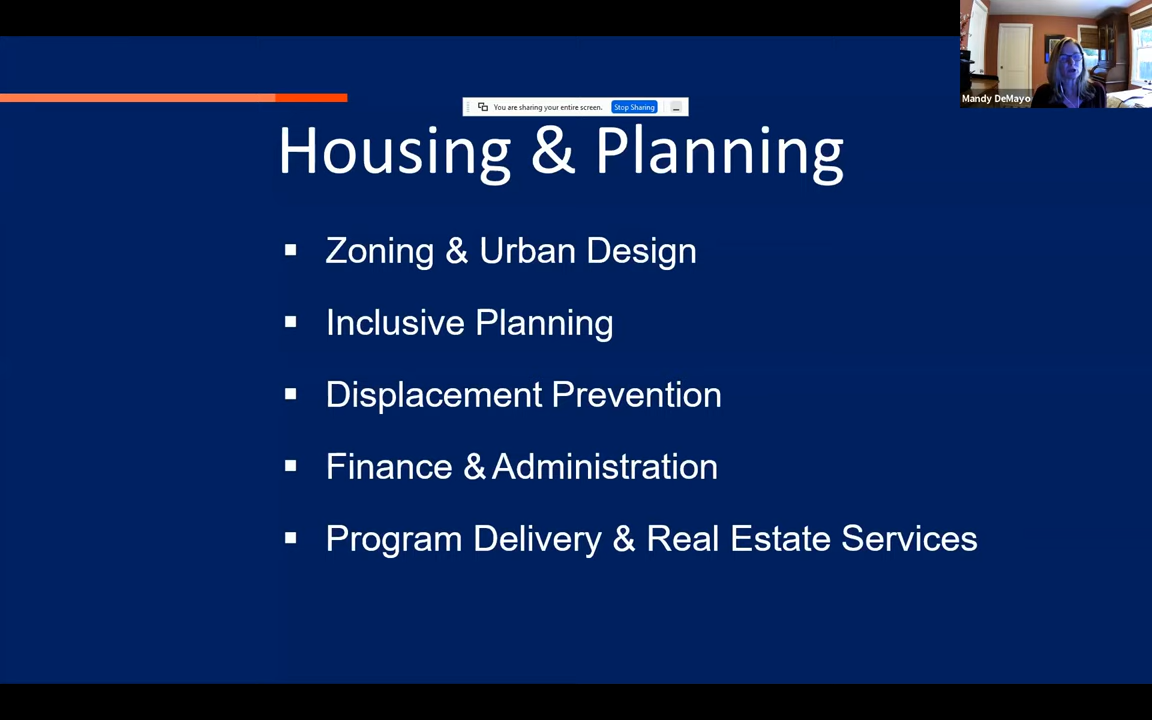 Mandy DeMayo
You are sharing your entire screen. Stop Sharing
Housing & Planning
▪ Zoning & Urban Design
▪ Inclusive Planning
▪ Displacement Prevention
▪ Finance & Administration
▪ Program Delivery & Real Estate Services